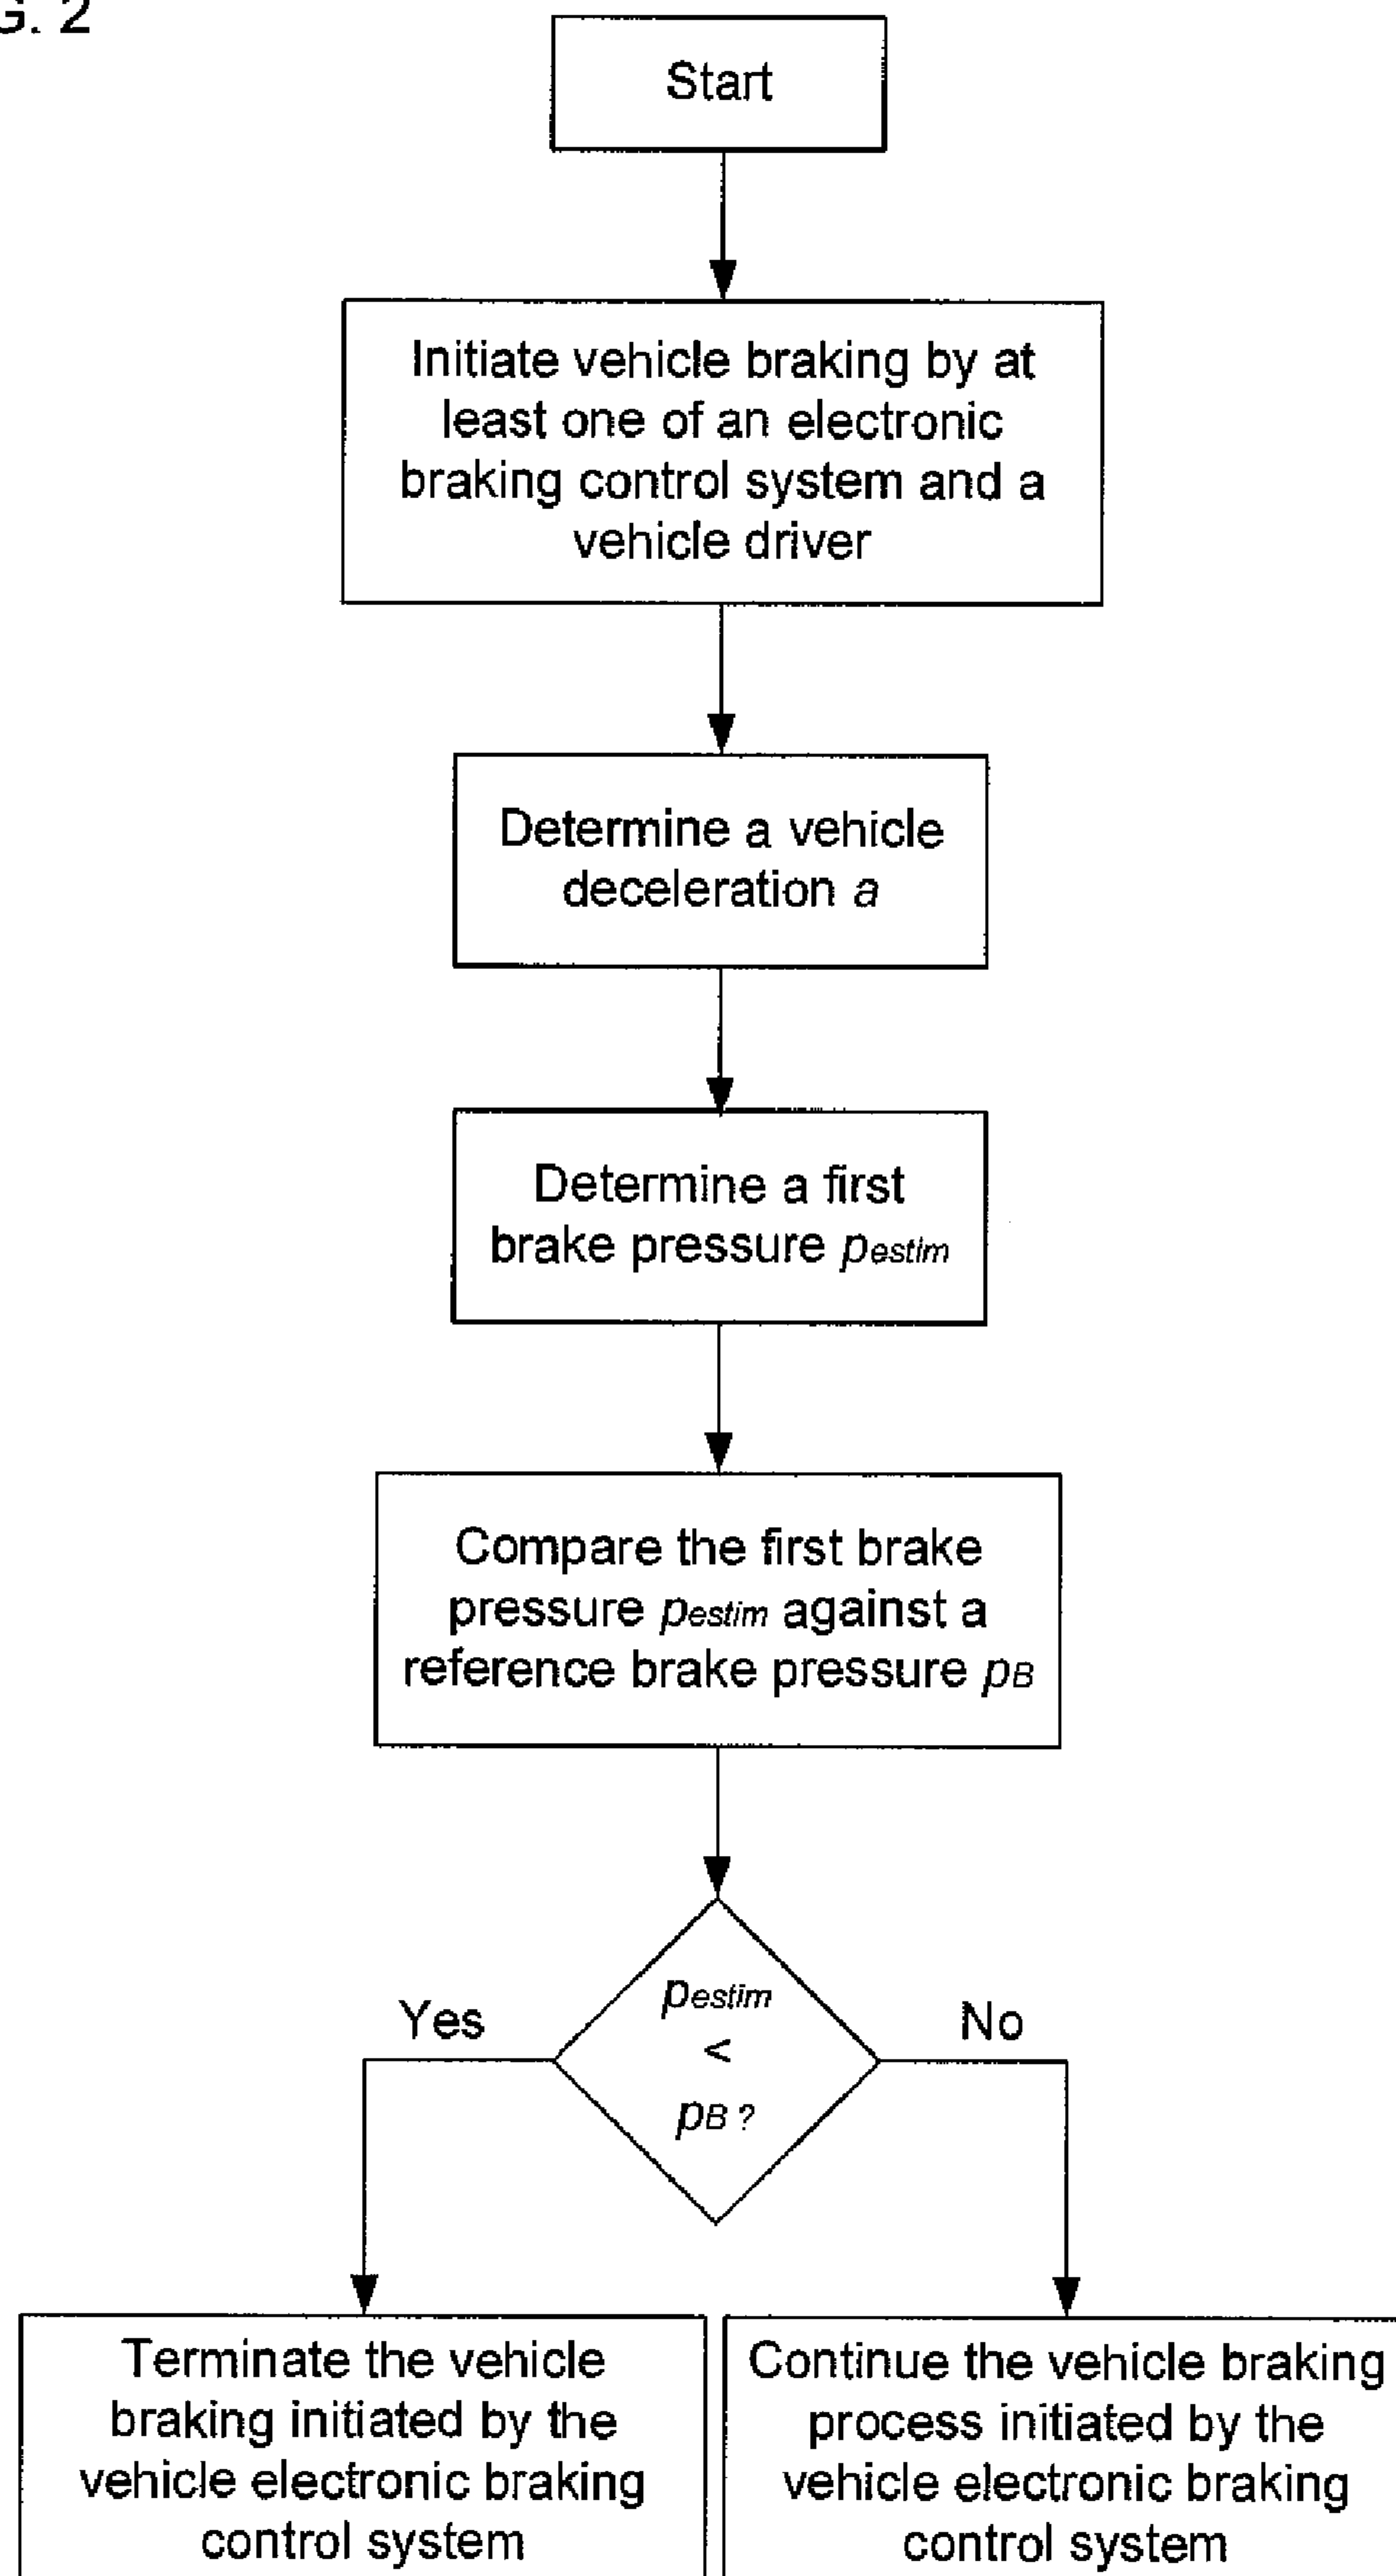 G. 2
Start
Initiate vehicle braking by at
least one of an electronic
braking control system and a
vehicle driver
Determine a vehicle
deceleration a
Determine a first
brake pressure pestim
Compare the first brake
pressure pestim against a
reference brake pressure pB
pestim
<
pB ?
Yes
No
Terminate the vehicle
braking initiated by the
vehicle electronic braking
control system
Continue the vehicle braking
process initiated by the
vehicle electronic braking
control system